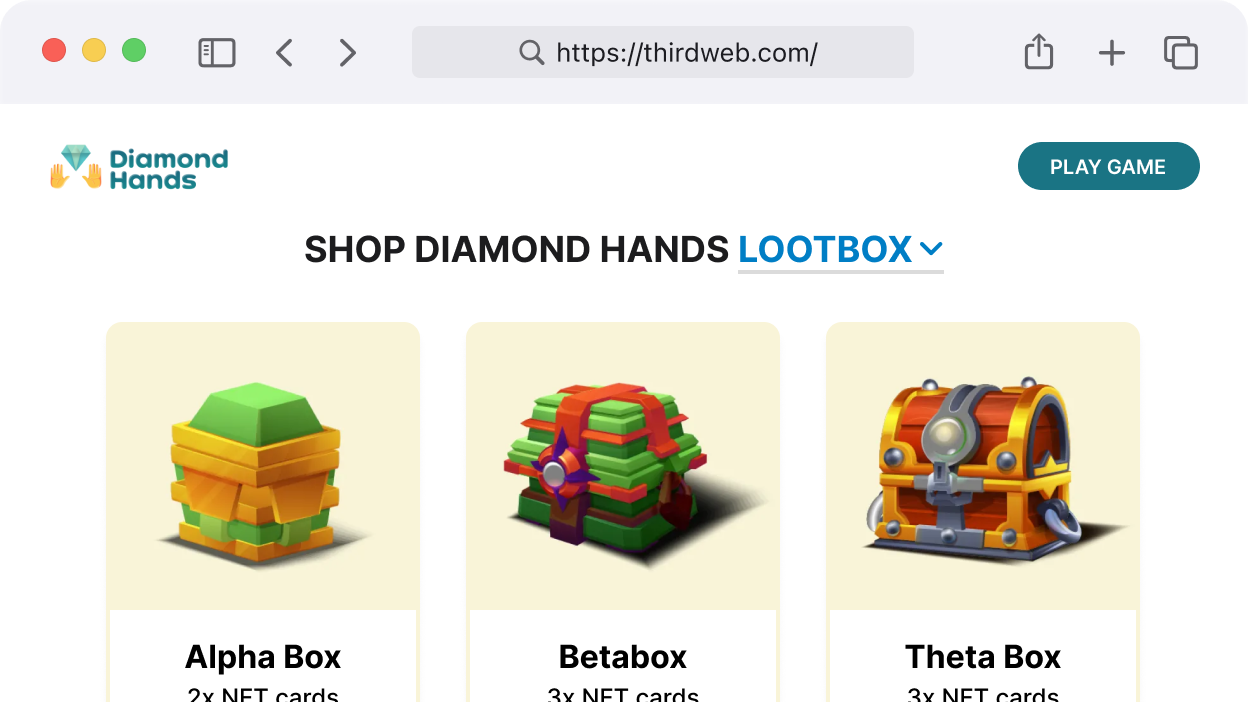 https://thirdweb.com/
Diamond
Hands
PLAY GAME
SHOP DIAMOND HANDS LOOTBOX
Alpha Box
Betabox
Theta Box
2x NFT cards
3x NFT cards
3x NFT cards